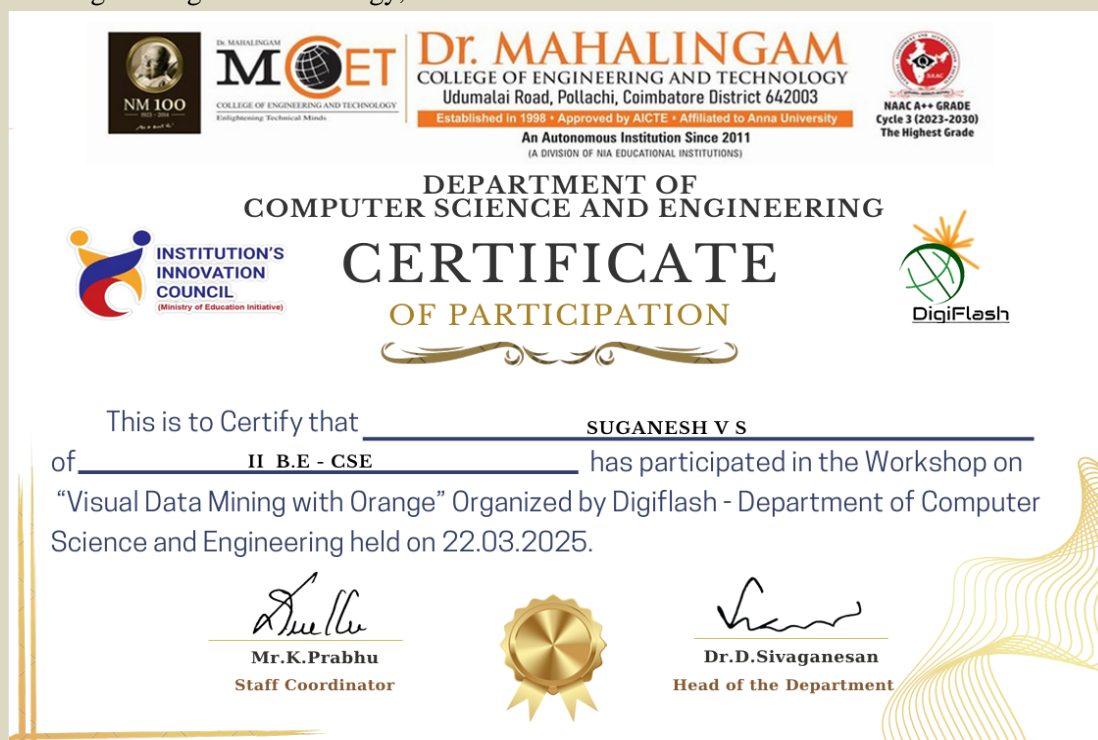 NM 100
1923 - 2014
Dr. MAHALINGAM
MCET
COLLEGE OF ENGINEERING AND TECHNOLOGY
Enlightening Technical Minds
Dr. MAHALINGAM
COLLEGE OF ENGINEERING AND TECHNOLOGY
Udumalai Road, Pollachi, Coimbatore District 642003
Established in 1998 • Approved by AICTE • Affiliated to Anna University
An Autonomous Institution Since 2011
(A DIVISION OF NIA EDUCATIONAL INSTITUTIONS)
NAAC
NAAC A++ GRADE
Cycle 3 (2023-2030)
The Highest Grade
DEPARTMENT OF
COMPUTER SCIENCE AND ENGINEERING
INSTITUTION'S
INNOVATION
COUNCIL
(Ministry of Education Initiative)
CERTIFICATE
OF PARTICIPATION
DigiFlash
This is to Certify that SUGANESH V S
of II B.E - CSE has participated in the Workshop on
“Visual Data Mining with Orange” Organized by Digiflash - Department of Computer
Science and Engineering held on 22.03.2025.
Mr.K.Prabhu
Staff Coordinator
Dr.D.Sivaganesan
Head of the Department